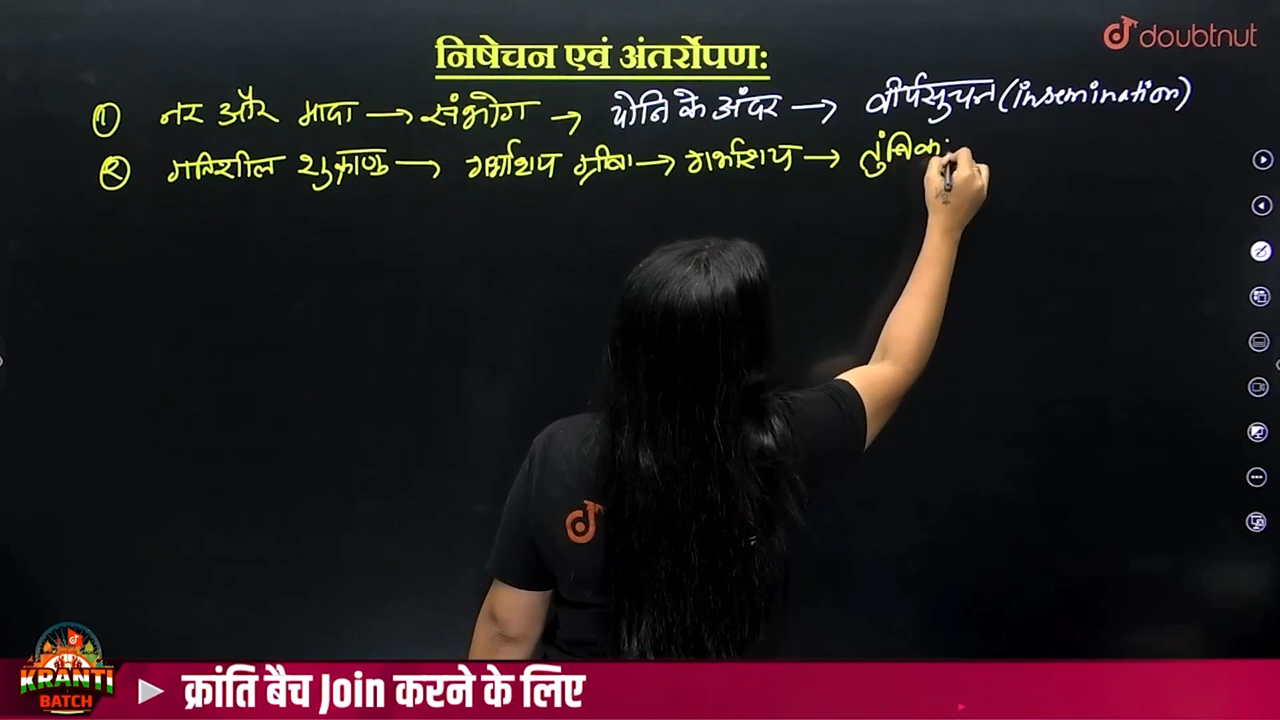 doubtnut
निषेचन एवं अंतर्रोपण:
① नर और मादा → संभोग → योनि के अंदर → वीर्यसुचन (insemination)
② गतिशील शुक्राणु → गर्भाशय ग्रीवा → गर्भाशय → तुंबिका
KRANTI
BATCH
क्रांति बैच Join करने के लिए